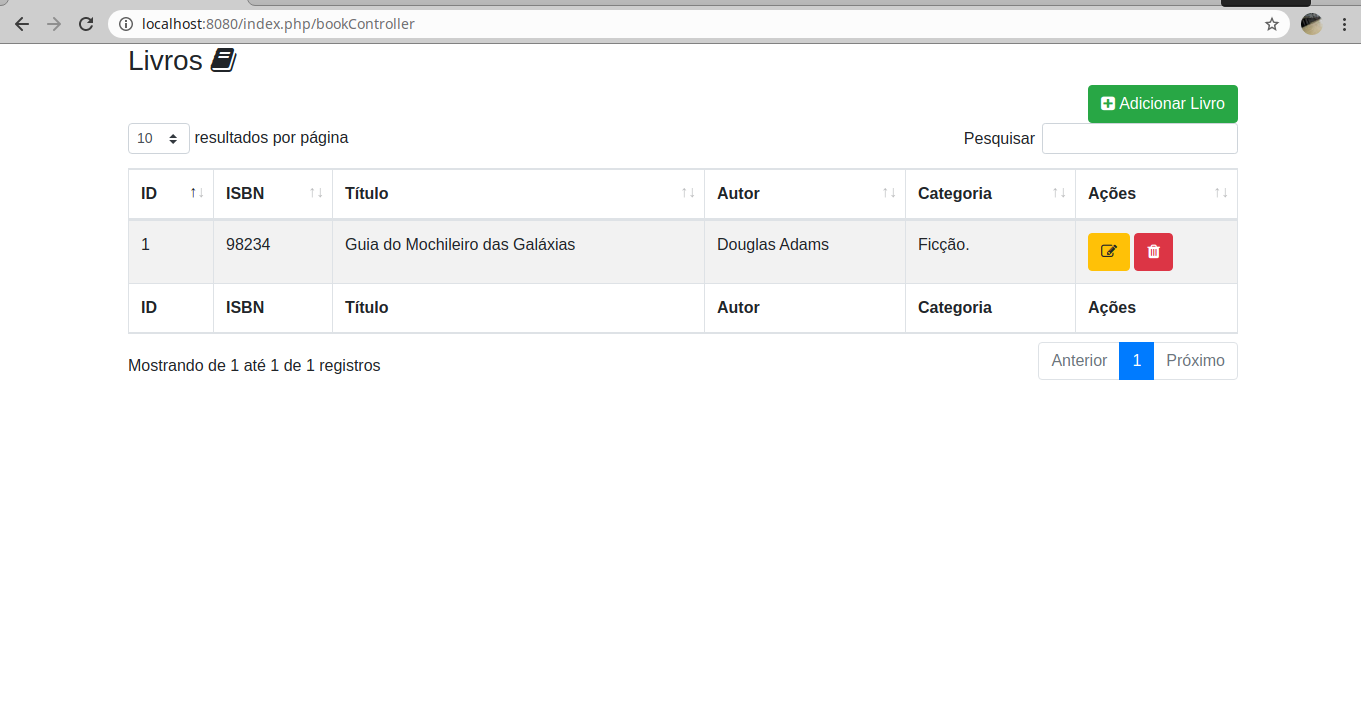 localhost:8080/index.php/bookController
Livros
Adicionar Livro
10 resultados por página
Pesquisar
ID ISBN Título Autor Categoria Ações
1 98234 Guia do Mochileiro das Galáxias Douglas Adams Ficção.
ID ISBN Título Autor Categoria Ações
Mostrando de 1 até 1 de 1 registros
Anterior 1 Próximo